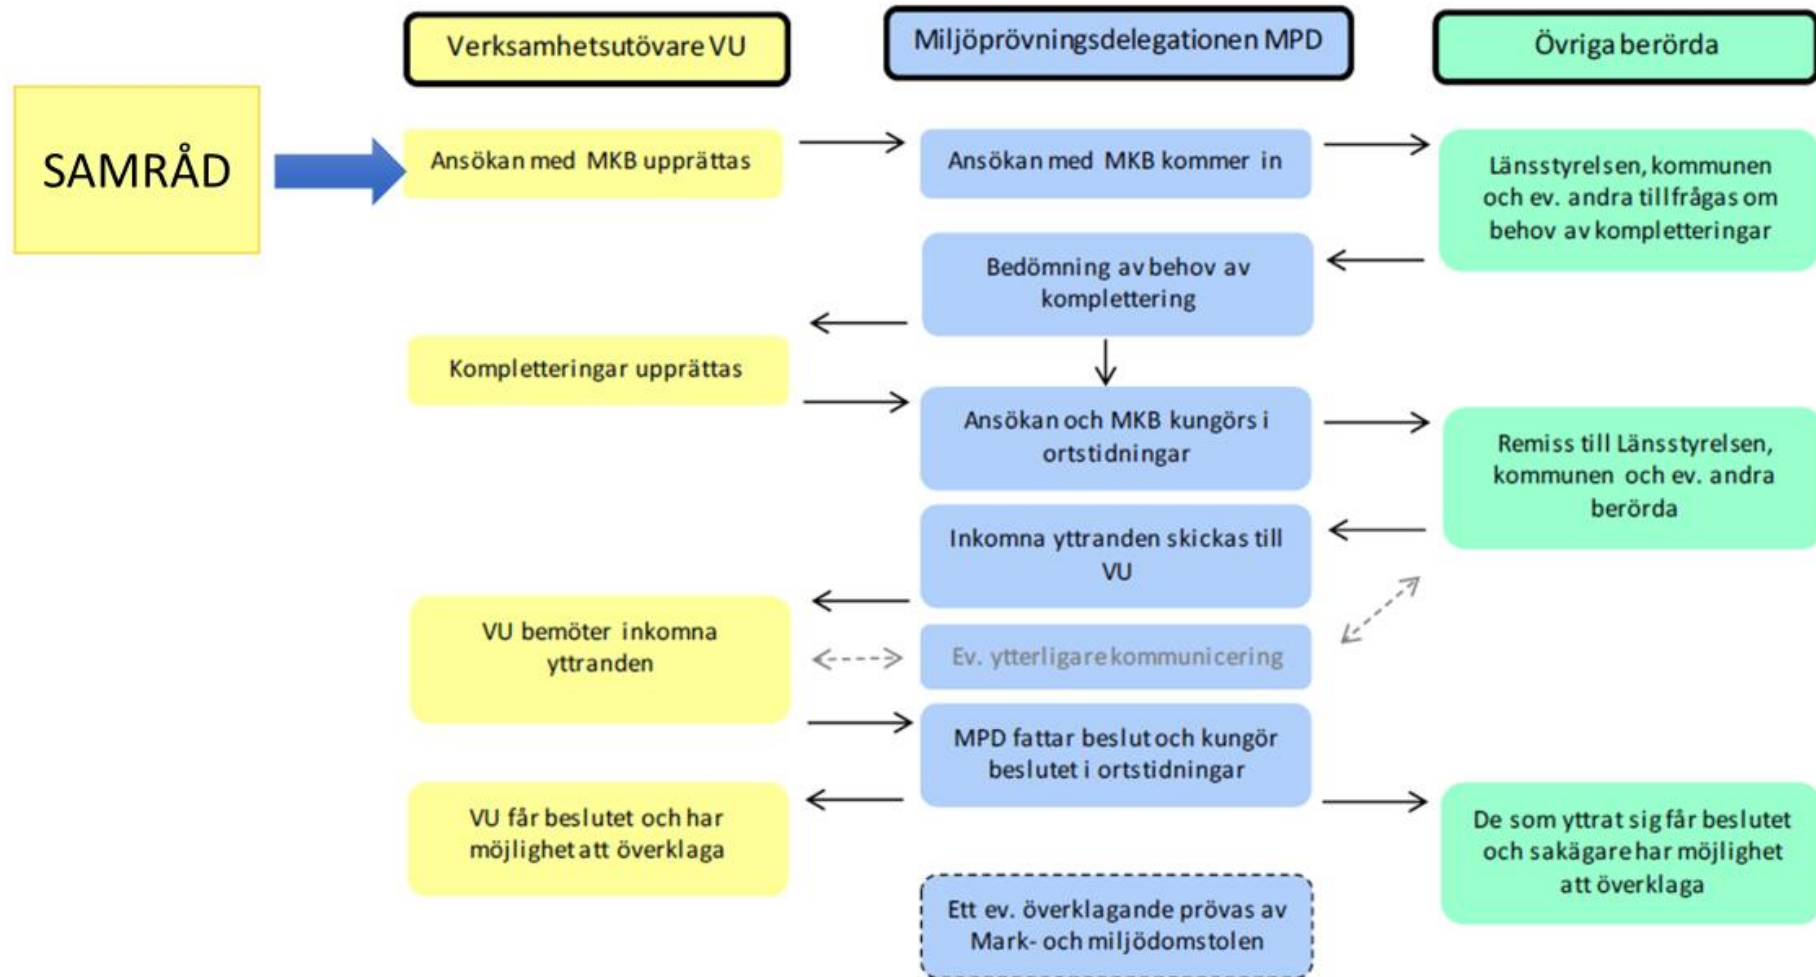 Verksamhetsutövare VU
Miljöprövningsdelegationen MPD
Övriga berörda
SAMRÅD
Ansökan med MKB upprättas
Ansökan med MKB kommer in
Länsstyrelsen, kommunen
och ev. andra tillfrågas om
behov av kompletteringar
Bedömning av behov av
komplettering
Kompletteringar upprättas
Ansökan och MKB kungörs i
ortstidningar
Remiss till Länsstyrelsen,
kommunen och ev. andra
berörda
Inkomna yttranden skickas till
VU
VU bemöter inkomna
yttranden
Ev. ytterligare kommunicering
MPD fattar beslut och kungör
beslutet i ortstidningar
VU får beslutet och har
möjlighet att överklaga
De som yttrat sig får beslutet
och sakägare har möjlighet
att överklaga
Ett ev. överklagande prövas av
Mark- och miljödomstolen